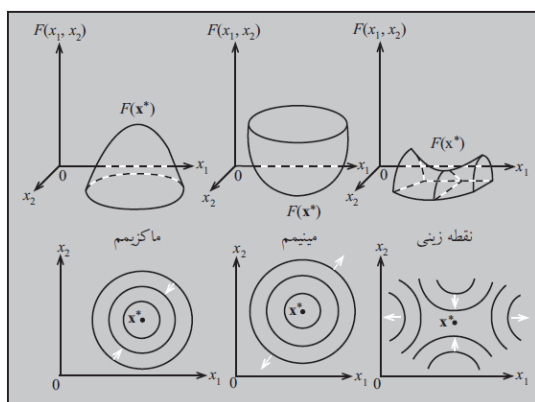 F(x₁, x₂) F(x₁, x₂) F(x₁, x₂)
F(x*) F(x*)
0 x₁ 0 x₁ 0 x₁
x₂ x₂ F(x*) x₂
ماکزیمم مینیمم نقطه زینی
x₂ x₂ x₂
x* x* x*
0 x₁ 0 x₁ 0 x₁